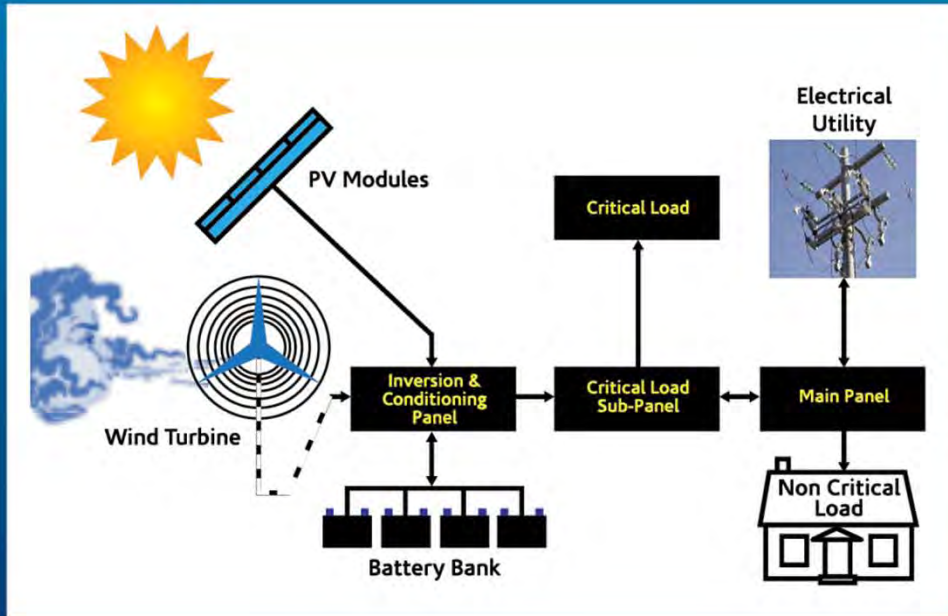 Electrical
Utility
PV Modules
Critical Load
Inversion &
Conditioning
Panel
Critical Load
Sub-Panel
Main Panel
Wind Turbine
Non Critical
Load
Battery Bank